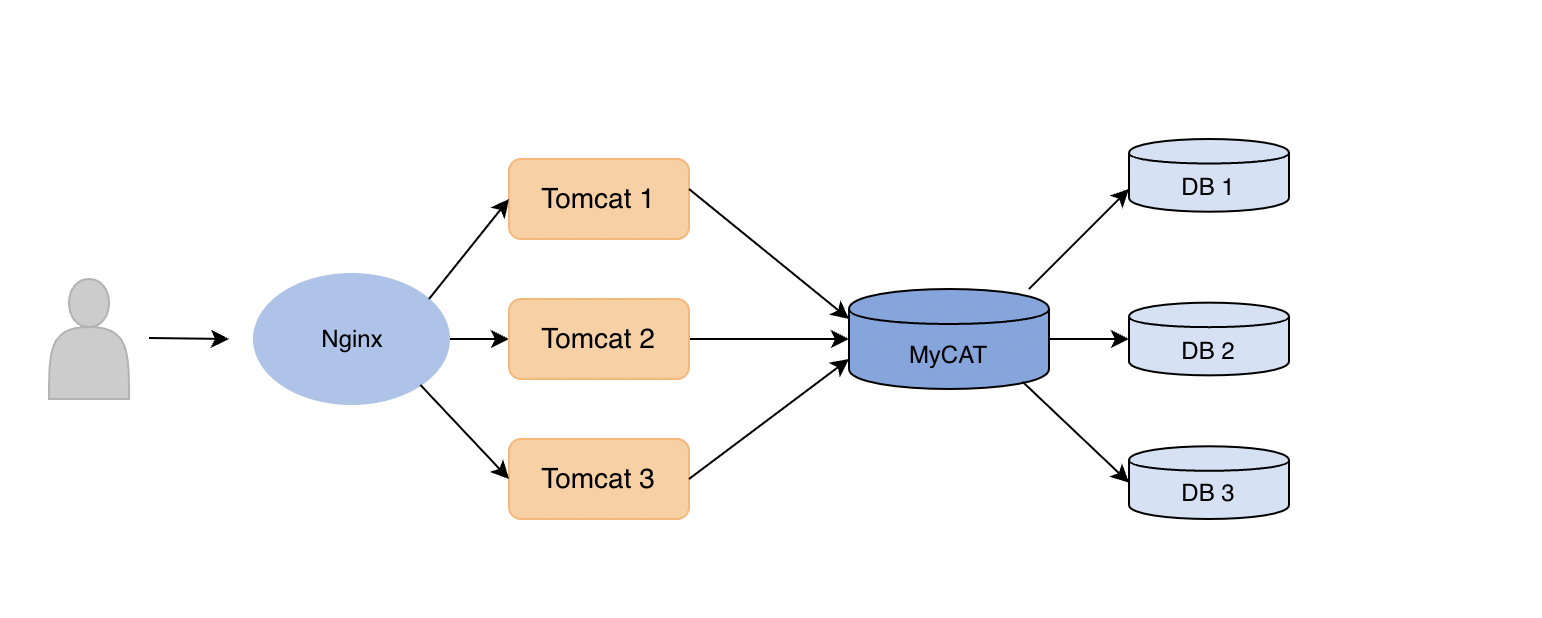 Nginx
Tomcat 1
Tomcat 2
Tomcat 3
MyCAT
DB 1
DB 2
DB 3